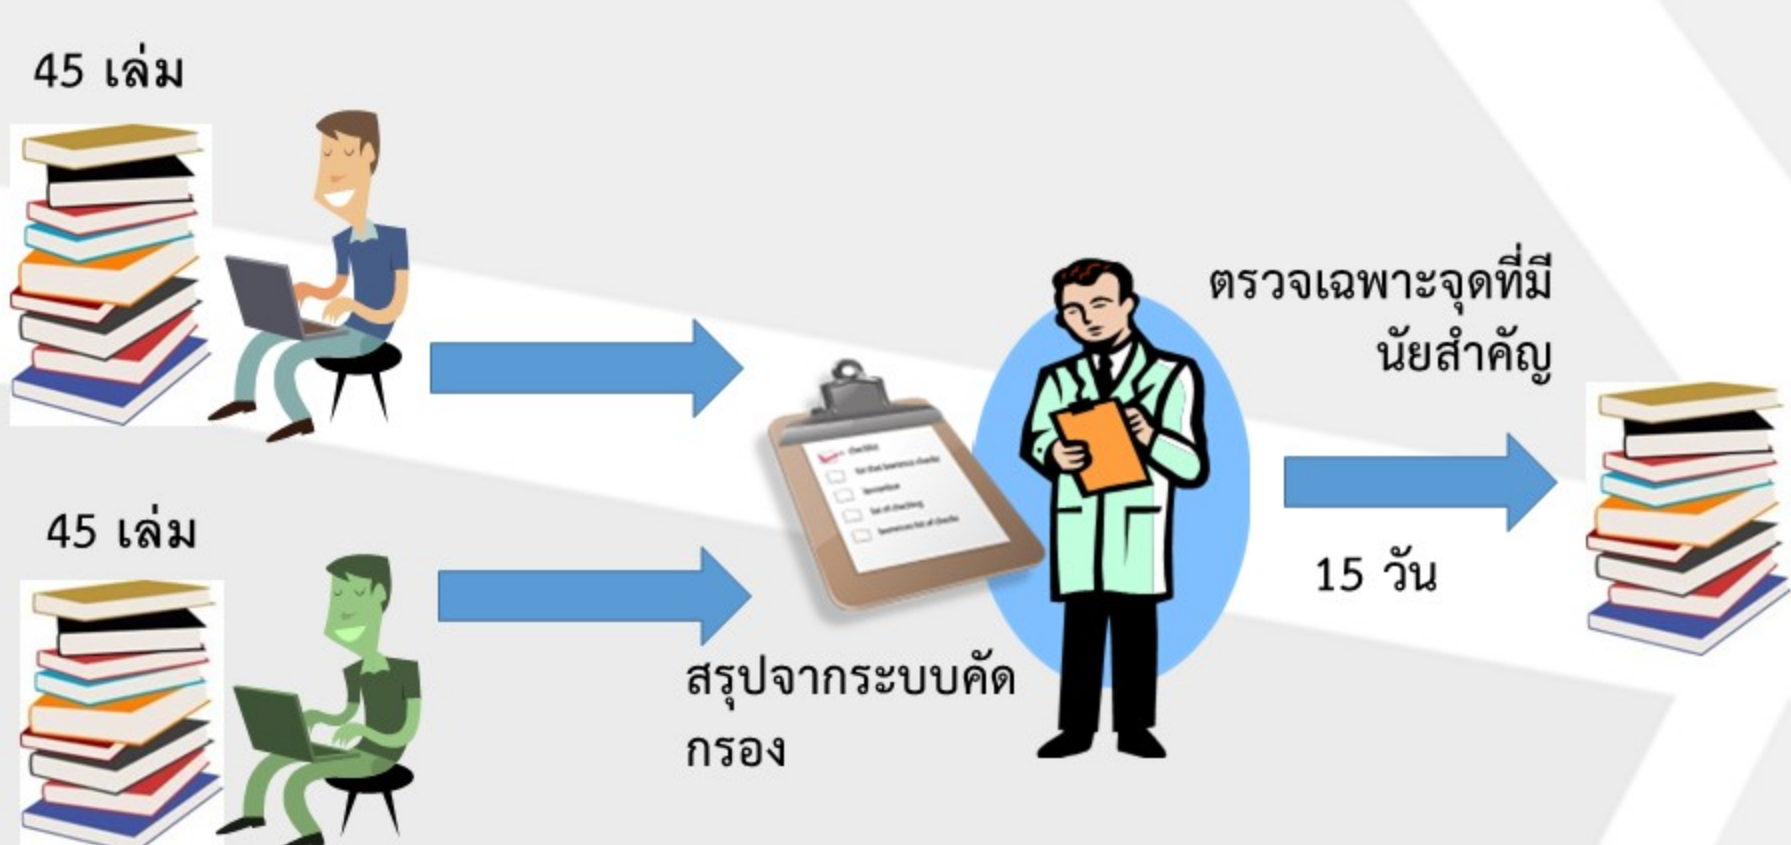 45 เล่ม
ตรวจเฉพาะจุดที่มี
นัยสำคัญ
45 เล่ม
15 วัน
สรุปจากระบบคัด
กรอง